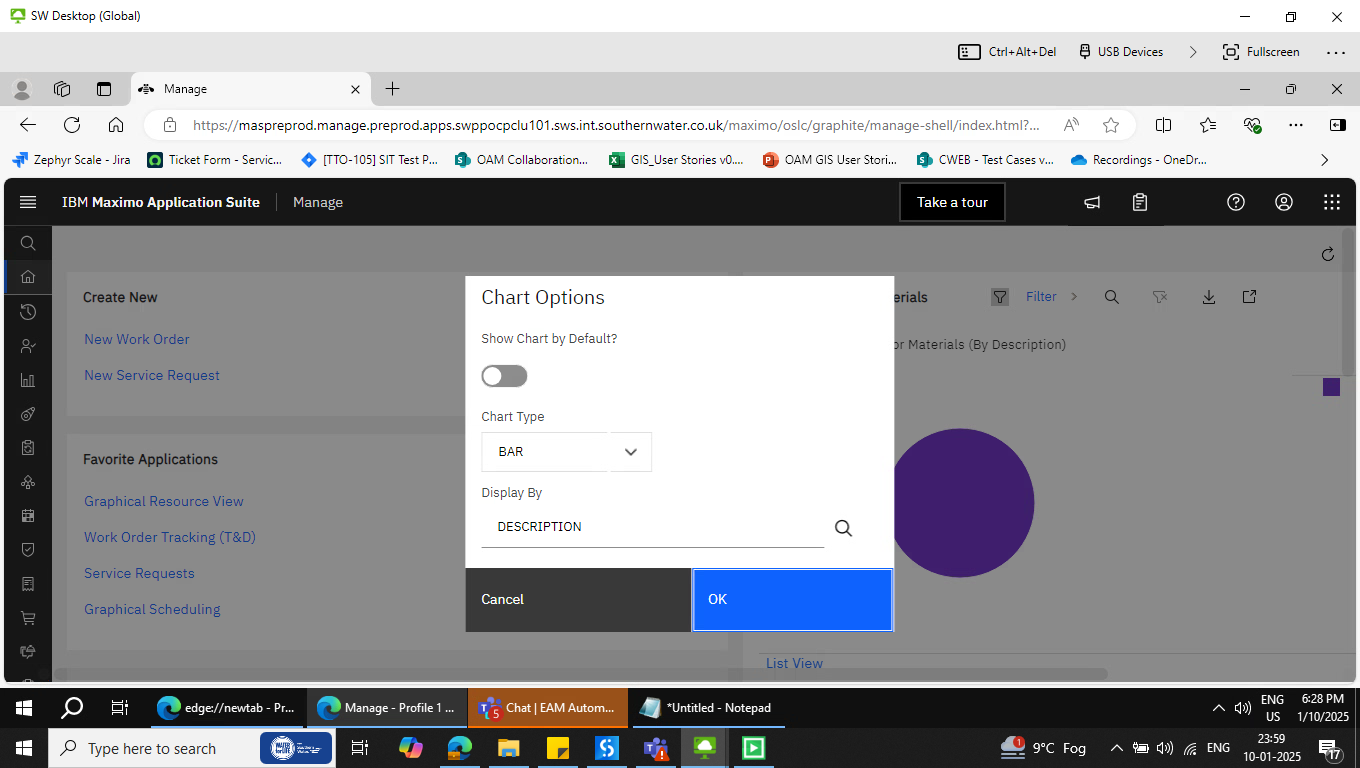 SW Desktop (Global)
Ctrl+Alt+Del
USB Devices
Fullscreen
Manage
https://maspreprod.manage.preprod.apps.swppocpclu101.sws.int.southernwater.co.uk/maximo/oslc/graphite/manage-shell/index.html?...
Zephyr Scale - Jira
Ticket Form - Servic...
[TTO-105] SIT Test P...
OAM Collaboration...
GIS_User Stories v0....
OAM GIS User Stori...
CWEB - Test Cases v...
Recordings - OneDr...
IBM Maximo Application Suite
Manage
Take a tour
Create New
New Work Order
New Service Request
Favorite Applications
Graphical Resource View
Work Order Tracking (T&D)
Service Requests
Graphical Scheduling
Chart Options
Show Chart by Default?
Chart Type
BAR
Display By
DESCRIPTION
Cancel
OK
erials
Filter
or Materials (By Description)
List View
edge://newtab - Pr...
Manage - Profile 1 ...
5
Chat | EAM Autom...
*Untitled - Notepad
ENG
US
6:28 PM
1/10/2025
Type here to search
1
9°C Fog
ENG
23:59
10-01-2025
17